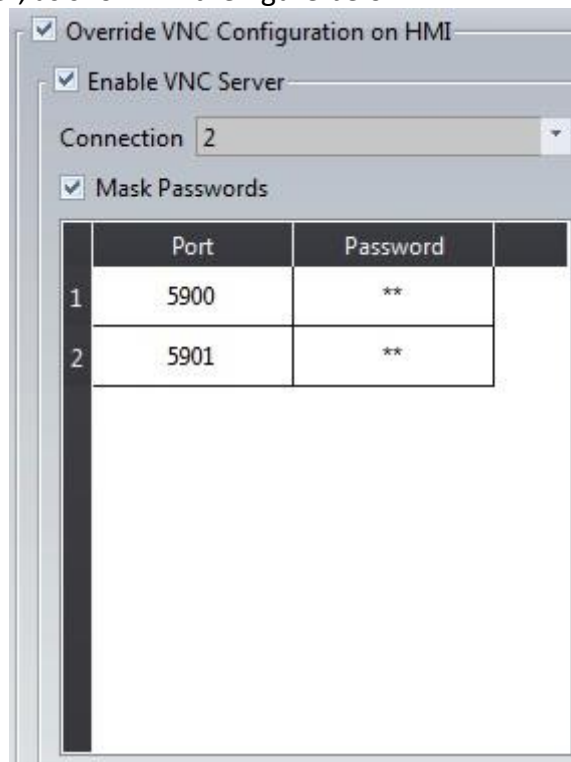 Override VNC Configuration on HMI
Enable VNC Server
Connection 2
Mask Passwords
Port Password
1 5900 **
2 5901 **